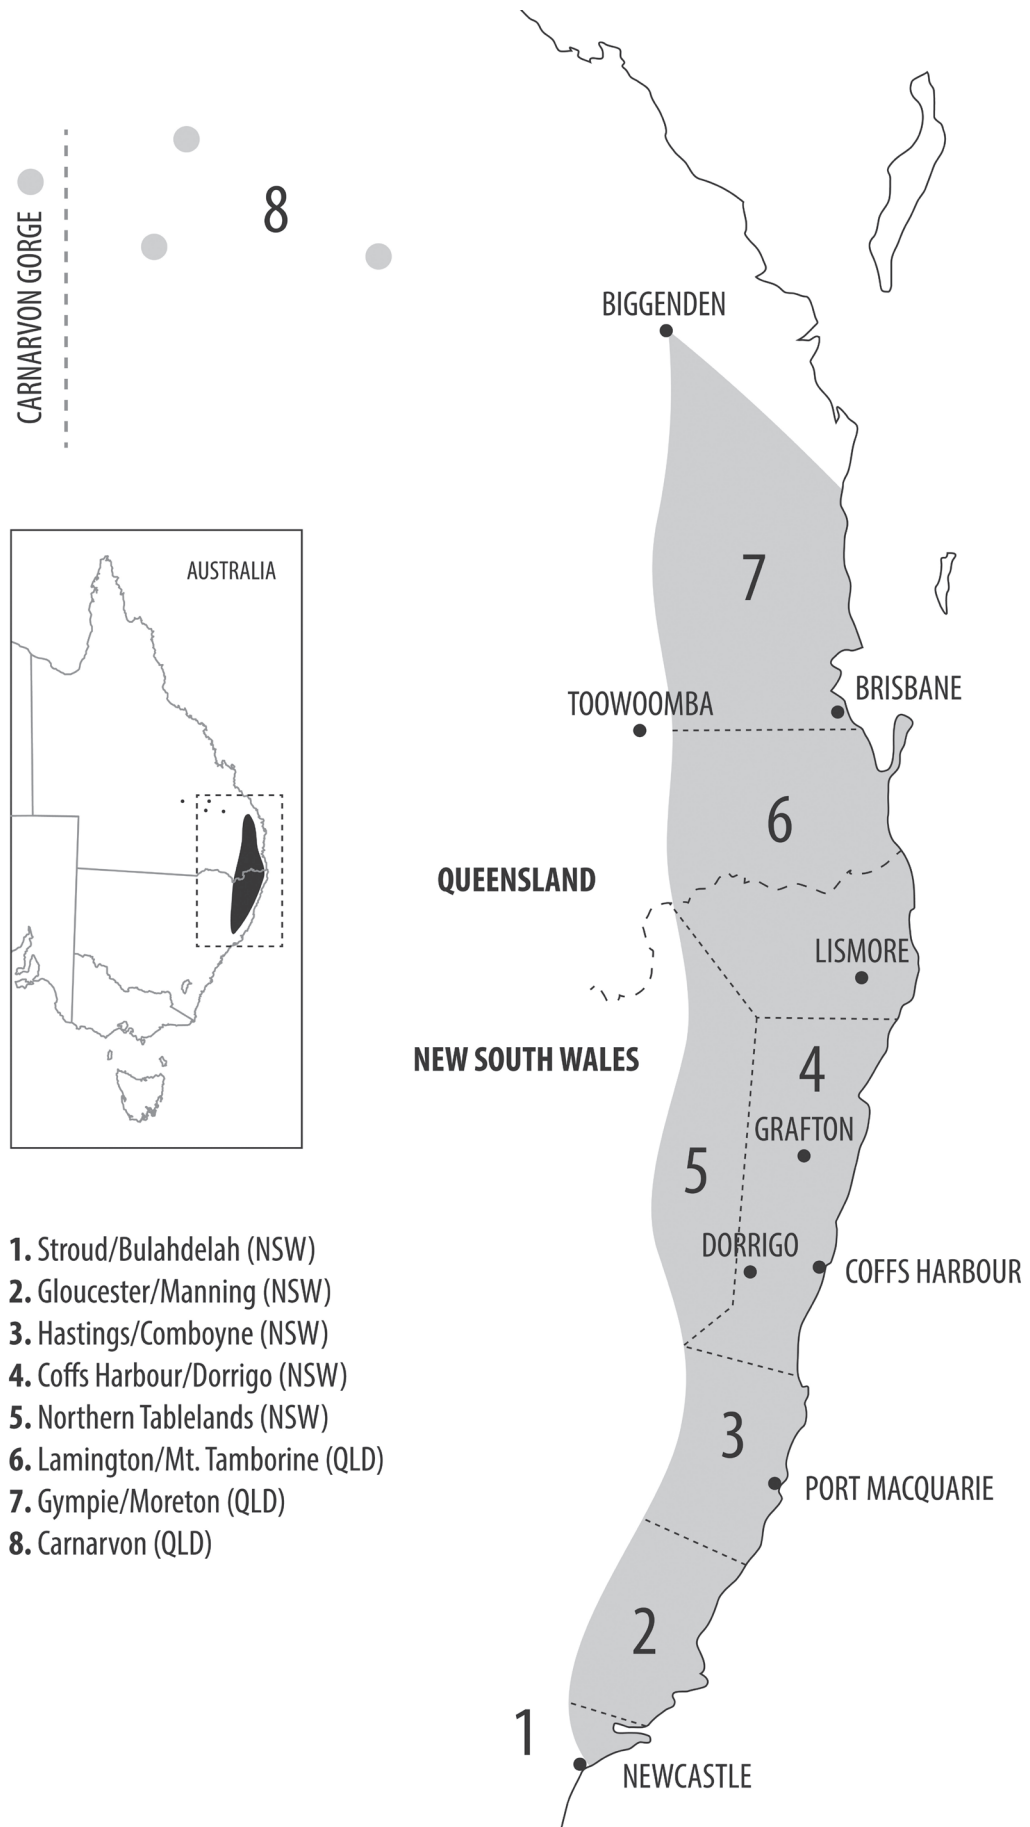 8
CARNARVON GORGE
BIGGENDEN
AUSTRALIA
7
BRISBANE
TOOWOOMBA
6
QUEENSLAND
LISMORE
NEW SOUTH WALES
4
GRAFTON
5
DORRIGO
COFFS HARBOUR
1. Stroud/Bulahdelah (NSW)
2. Gloucester/Manning (NSW)
3. Hastings/Comboyne (NSW)
4. Coffs Harbour/Dorrigo (NSW)
5. Northern Tablelands (NSW)
6. Lamington/Mt. Tamborine (QLD)
7. Gympie/Moreton (QLD)
8. Carnarvon (QLD)
3
PORT MACQUARIE
2
1
NEWCASTLE